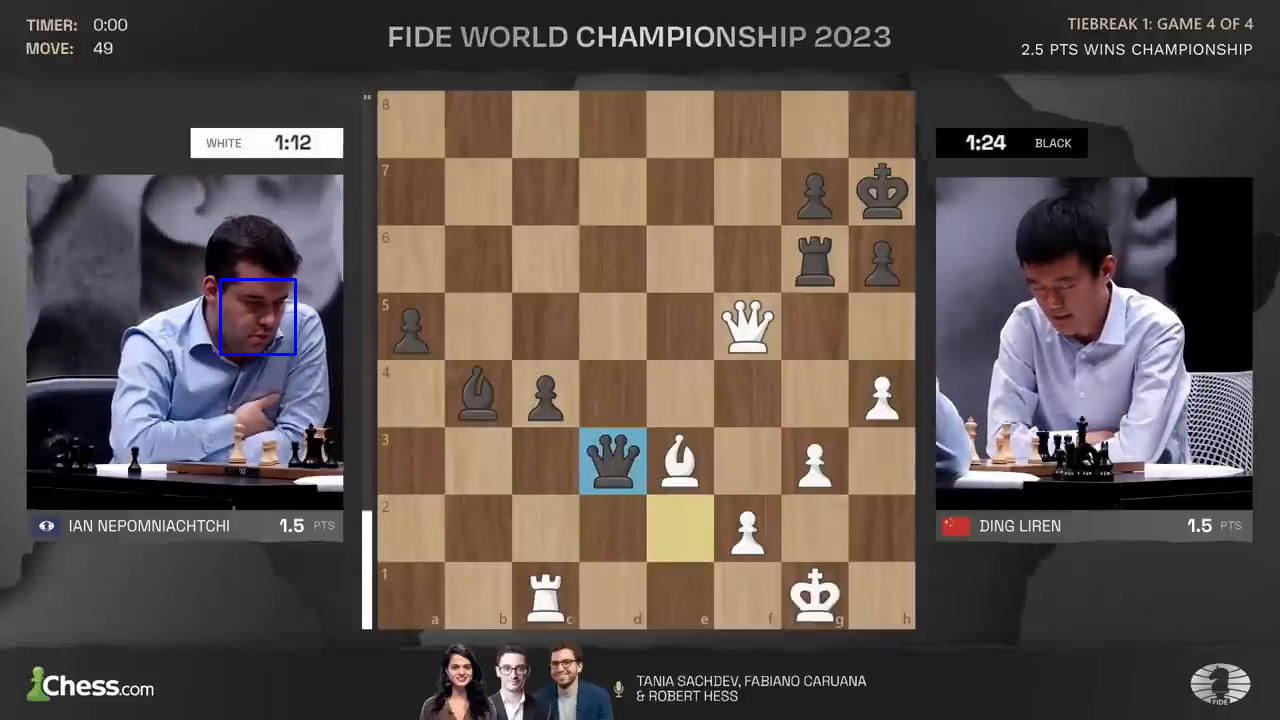 TIMER: 0:00
MOVE: 49
FIDE WORLD CHAMPIONSHIP 2023
TIEBREAK 1: GAME 4 OF 4
2.5 PTS WINS CHAMPIONSHIP
WHITE 1:12
1:24 BLACK
8
7
6
5
4
3
2
1
a b c d e f g h
IAN NEPOMNIACHTCHI 1.5 PTS
DING LIREN 1.5 PTS
Chess.com
TANIA SACHDEV, FABIANO CARUANA
& ROBERT HESS
FIDE